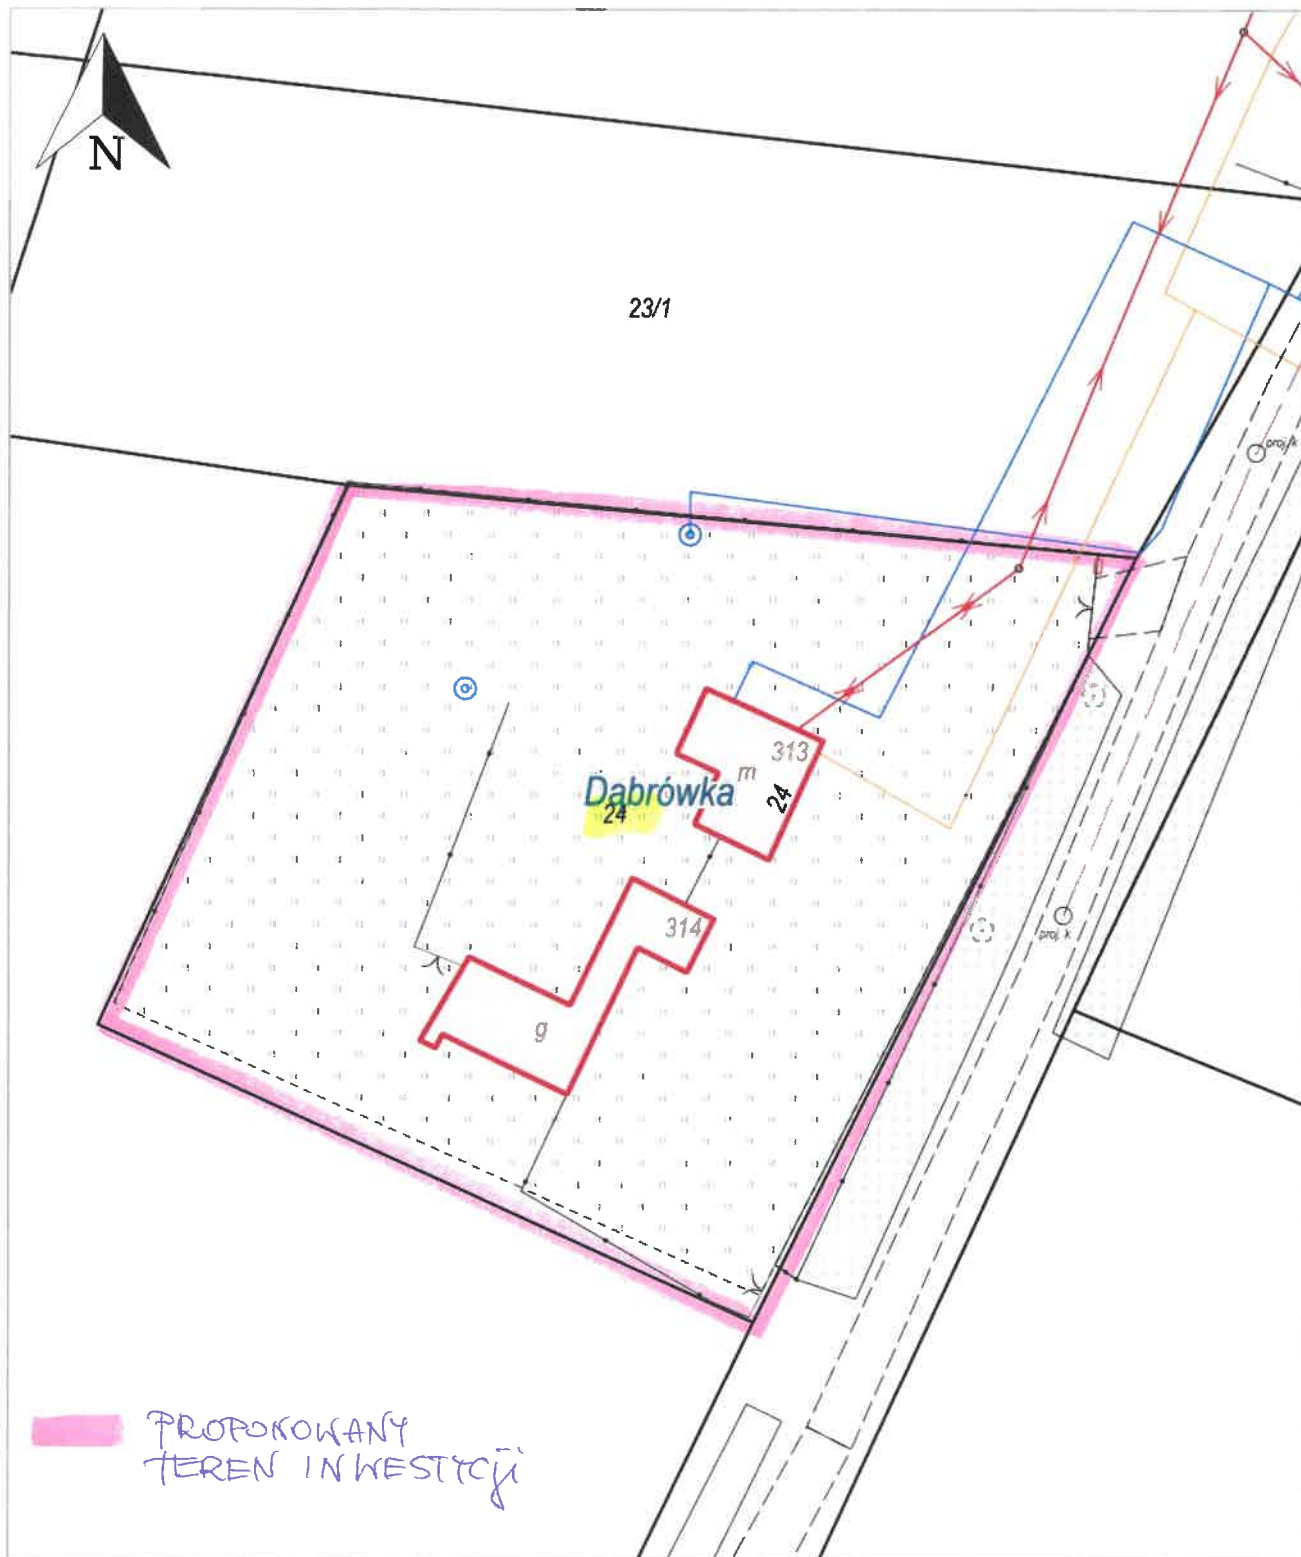 N
23/1
proj. k
313
m
24
Dąbrówka
24
314
proj. k
g
PROPONOWANY
TEREN INWESTYCji